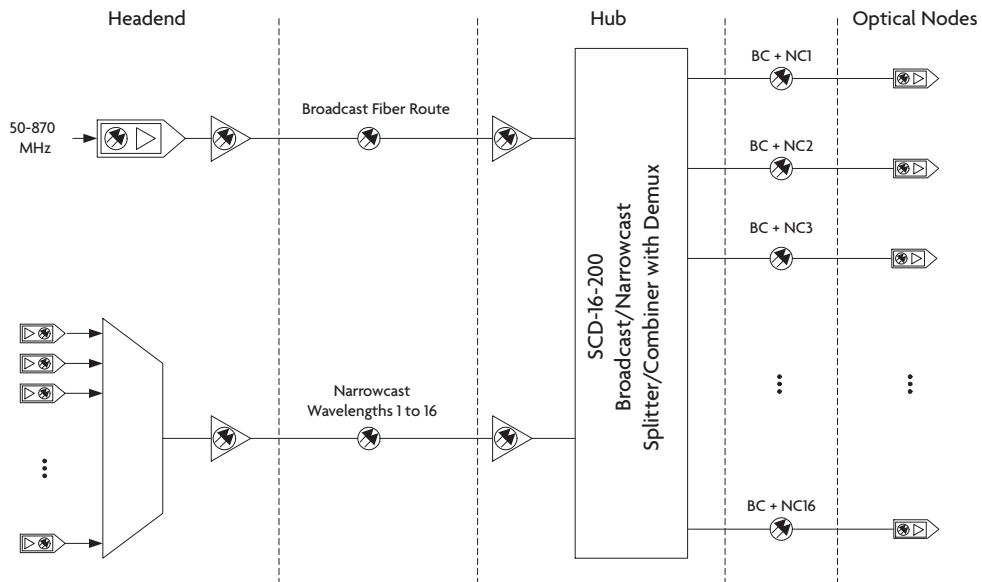 Headend
Hub
Optical Nodes
50-870
MHz
Broadcast Fiber Route
Narrowcast
Wavelengths 1 to 16
SCD-16-200
Broadcast/Narrowcast
Splitter/Combiner with Demux
BC + NC1
BC + NC2
BC + NC3
BC + NC16